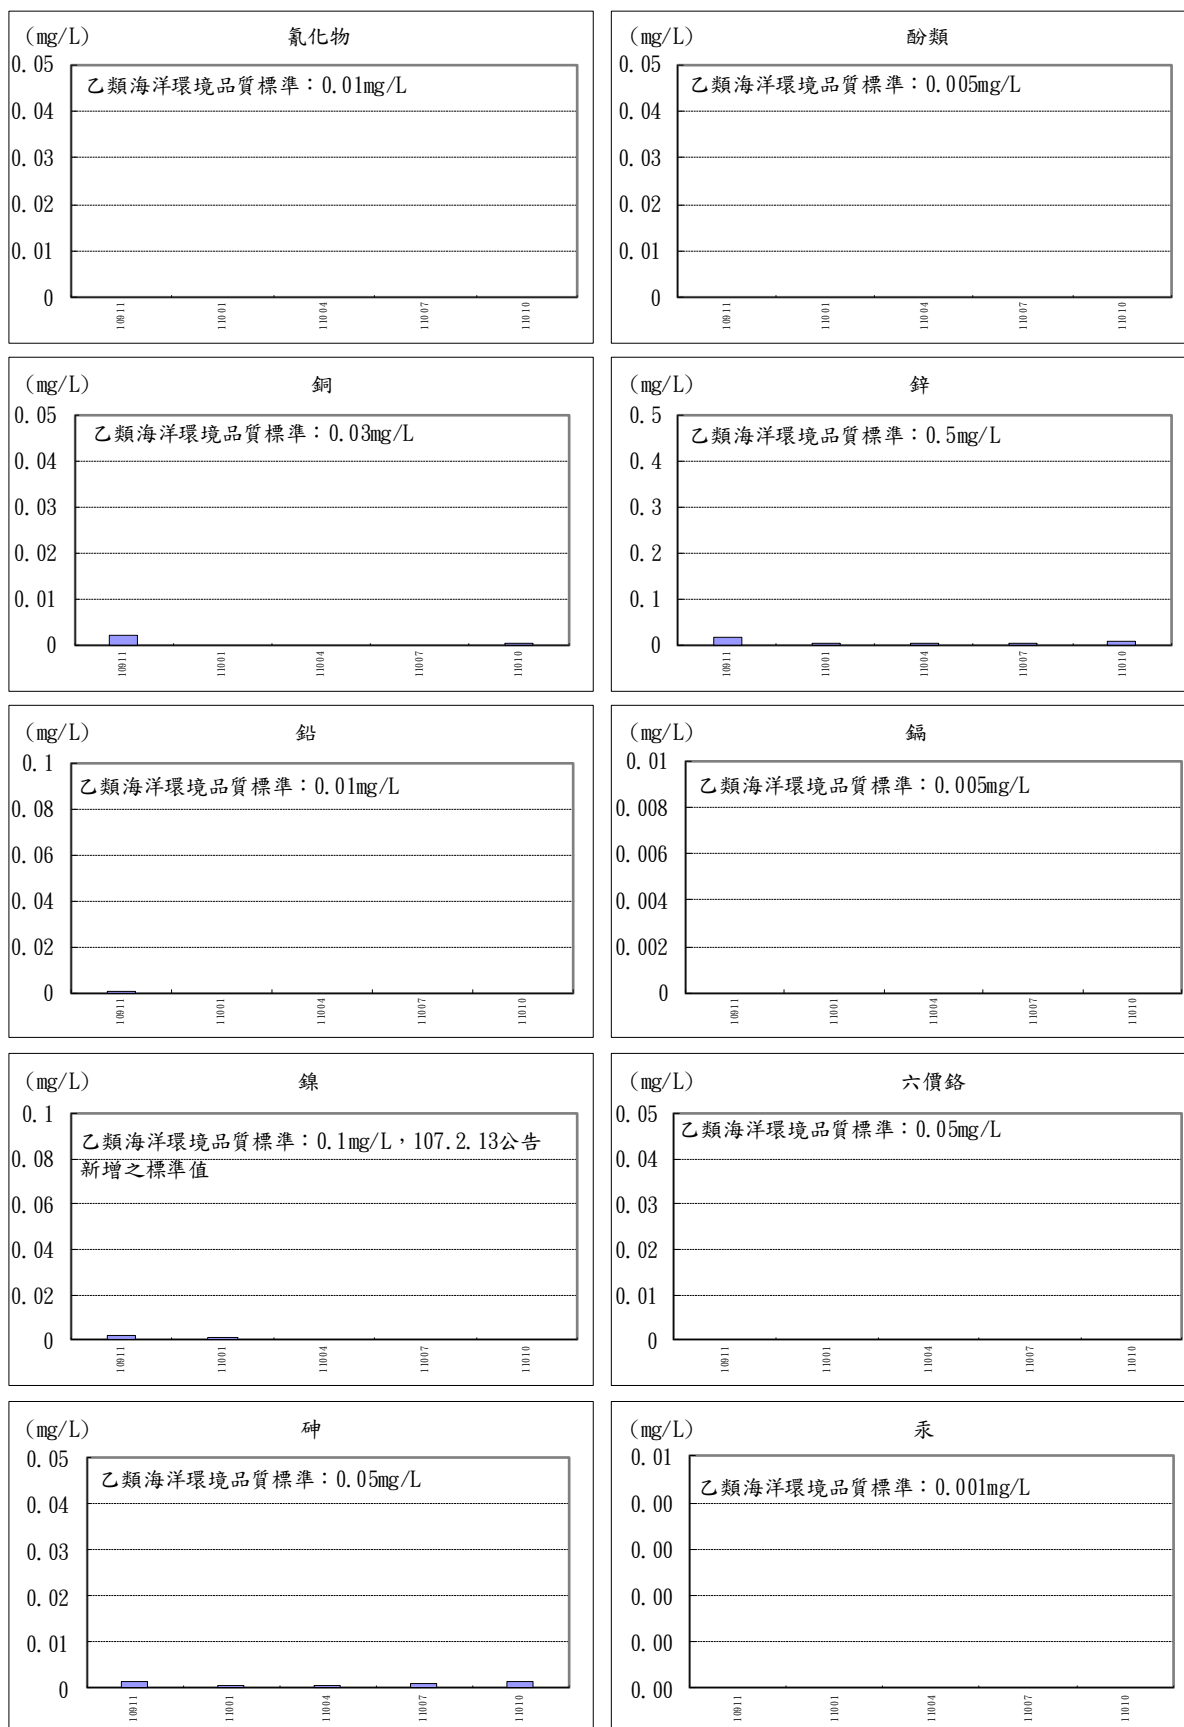 (mg/L) 氰化物
0.05
乙類海洋環境品質標準：0.01mg/L
0.04
0.03
0.02
0.01
0
10911 11001 11004 11007 11010
(mg/L) 酚類
0.05
乙類海洋環境品質標準：0.005mg/L
0.04
0.03
0.02
0.01
0
10911 11001 11004 11007 11010
(mg/L) 銅
0.05
乙類海洋環境品質標準：0.03mg/L
0.04
0.03
0.02
0.01
0
10911 11001 11004 11007 11010
(mg/L) 鋅
0.5
乙類海洋環境品質標準：0.5mg/L
0.4
0.3
0.2
0.1
0
10911 11001 11004 11007 11010
(mg/L) 鉛
0.1
乙類海洋環境品質標準：0.01mg/L
0.08
0.06
0.04
0.02
0
10911 11001 11004 11007 11010
(mg/L) 鎘
0.01
乙類海洋環境品質標準：0.005mg/L
0.008
0.006
0.004
0.002
0
10911 11001 11004 11007 11010
(mg/L) 鎳
0.1
乙類海洋環境品質標準：0.1mg/L，107.2.13公告
0.08
新增之標準值
0.06
0.04
0.02
0
10911 11001 11004 11007 11010
(mg/L) 六價鉻
0.05
乙類海洋環境品質標準：0.05mg/L
0.04
0.03
0.02
0.01
0
10911 11001 11004 11007 11010
(mg/L) 砷
0.05
乙類海洋環境品質標準：0.05mg/L
0.04
0.03
0.02
0.01
0
10911 11001 11004 11007 11010
(mg/L) 汞
0.01
乙類海洋環境品質標準：0.001mg/L
0.00
0.00
0.00
0.00
0.00
10911 11001 11004 11007 11010